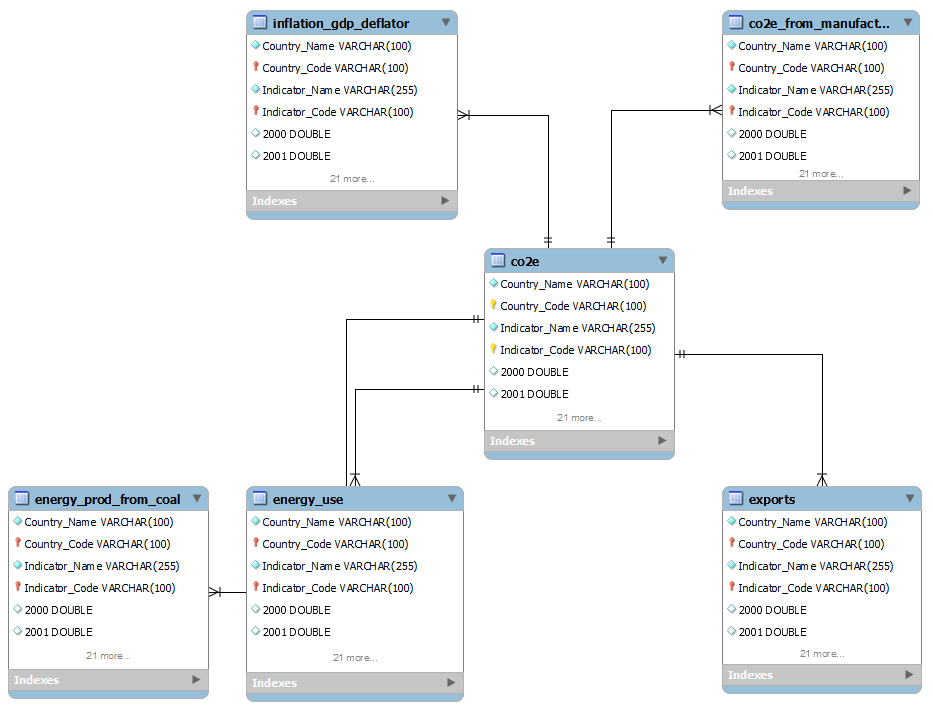 inflation_gdp_deflator
Country_Name VARCHAR(100)
Country_Code VARCHAR(100)
Indicator_Name VARCHAR(255)
Indicator_Code VARCHAR(100)
2000 DOUBLE
2001 DOUBLE
21 more...
Indexes
co2e_from_manufact...
Country_Name VARCHAR(100)
Country_Code VARCHAR(100)
Indicator_Name VARCHAR(255)
Indicator_Code VARCHAR(100)
2000 DOUBLE
2001 DOUBLE
21 more...
Indexes
co2e
Country_Name VARCHAR(100)
Country_Code VARCHAR(100)
Indicator_Name VARCHAR(255)
Indicator_Code VARCHAR(100)
2000 DOUBLE
2001 DOUBLE
21 more...
Indexes
energy_prod_from_coal
Country_Name VARCHAR(100)
Country_Code VARCHAR(100)
Indicator_Name VARCHAR(255)
Indicator_Code VARCHAR(100)
2000 DOUBLE
2001 DOUBLE
21 more...
Indexes
energy_use
Country_Name VARCHAR(100)
Country_Code VARCHAR(100)
Indicator_Name VARCHAR(255)
Indicator_Code VARCHAR(100)
2000 DOUBLE
2001 DOUBLE
21 more...
Indexes
exports
Country_Name VARCHAR(100)
Country_Code VARCHAR(100)
Indicator_Name VARCHAR(255)
Indicator_Code VARCHAR(100)
2000 DOUBLE
2001 DOUBLE
21 more...
Indexes